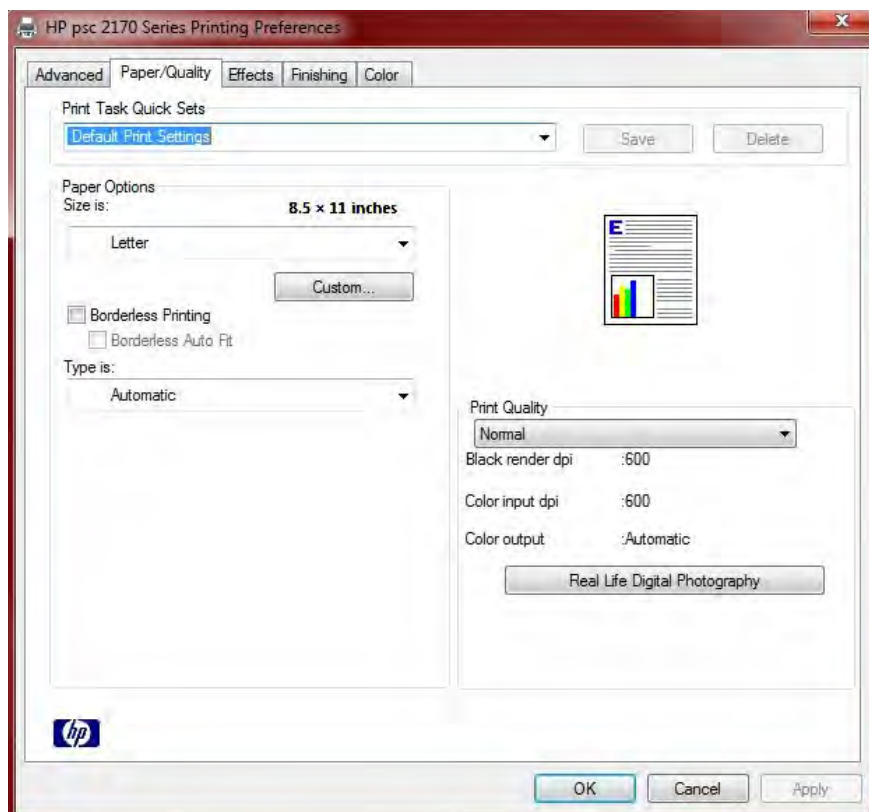 HP psc 2170 Series Printing Preferences
X
Advanced Paper/Quality Effects Finishing Color
Print Task Quick Sets
Default Print Settings Save Delete
Paper Options
Size is: 8.5 × 11 inches
Letter
Custom...
Borderless Printing
Borderless Auto Fit
Type is:
Automatic
E
Print Quality
Normal
Black render dpi :600
Color input dpi :600
Color output :Automatic
Real Life Digital Photography
hp
OK Cancel Apply